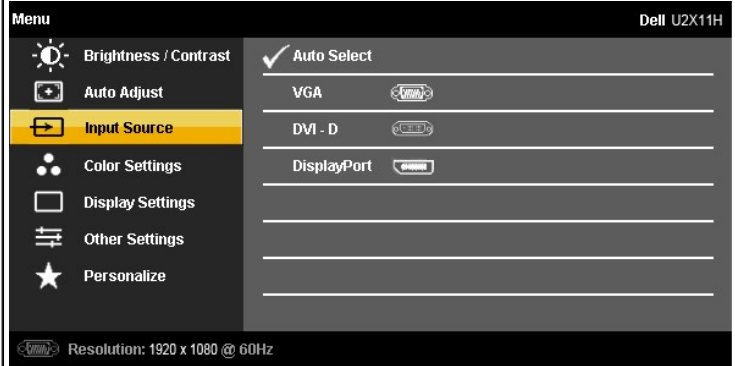 Menu Dell U2X11H
Brightness / Contrast
Auto Adjust
Input Source
Color Settings
Display Settings
Other Settings
Personalize
Auto Select
VGA
DVI - D
DisplayPort
Resolution: 1920 x 1080 @ 60Hz